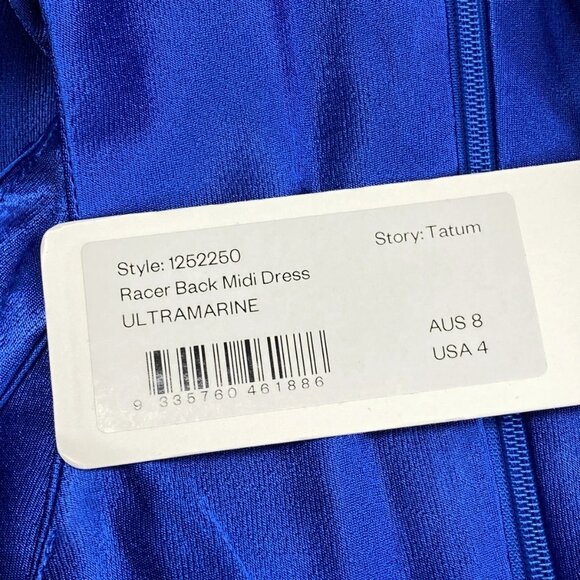 Style: 1252250
Story: Tatum
Racer Back Midi Dress
ULTRAMARINE
AUS 8
USA 4
9 335760 461886